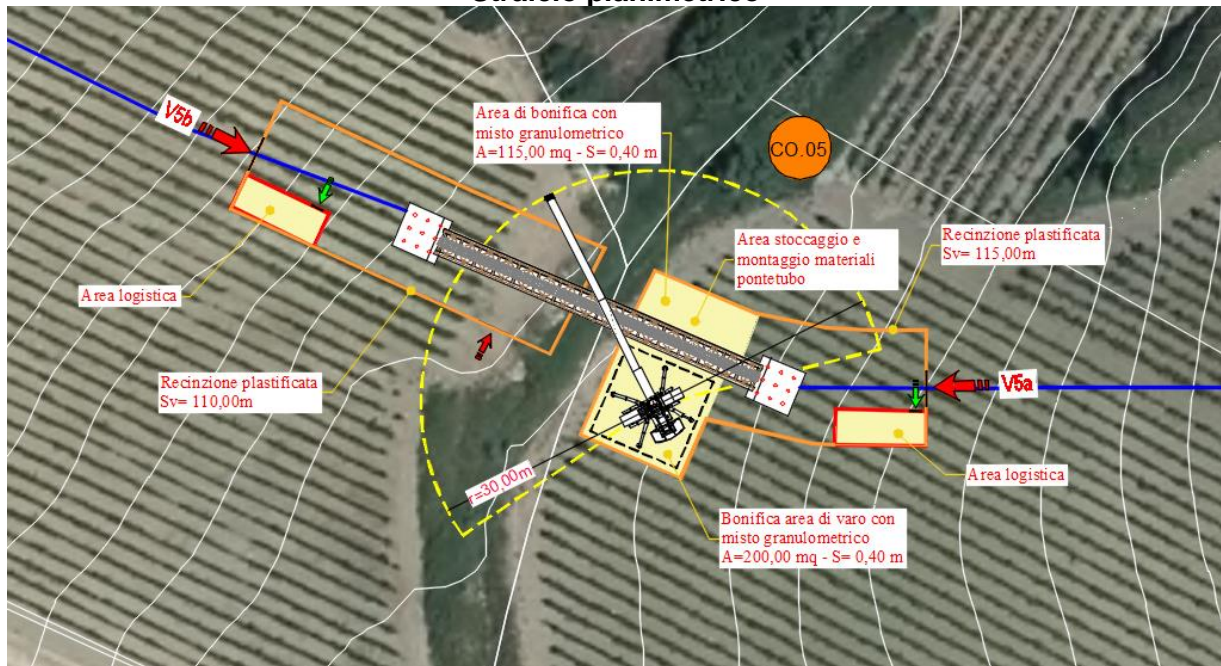 Stralcio planimetrico
V5b
Area di bonifica con
misto granulometrico
A=115,00 mq - S= 0,40 m
CO.05
Area stoccaggio e
montaggio materiali
pontetubo
Recinzione plastificata
Sv= 115,00m
Area logistica
Recinzione plastificata
Sv= 110,00m
V5a
r=30,00m
Area logistica
Bonifica area di varo con
misto granulometrico
A=200,00 mq - S= 0,40 m